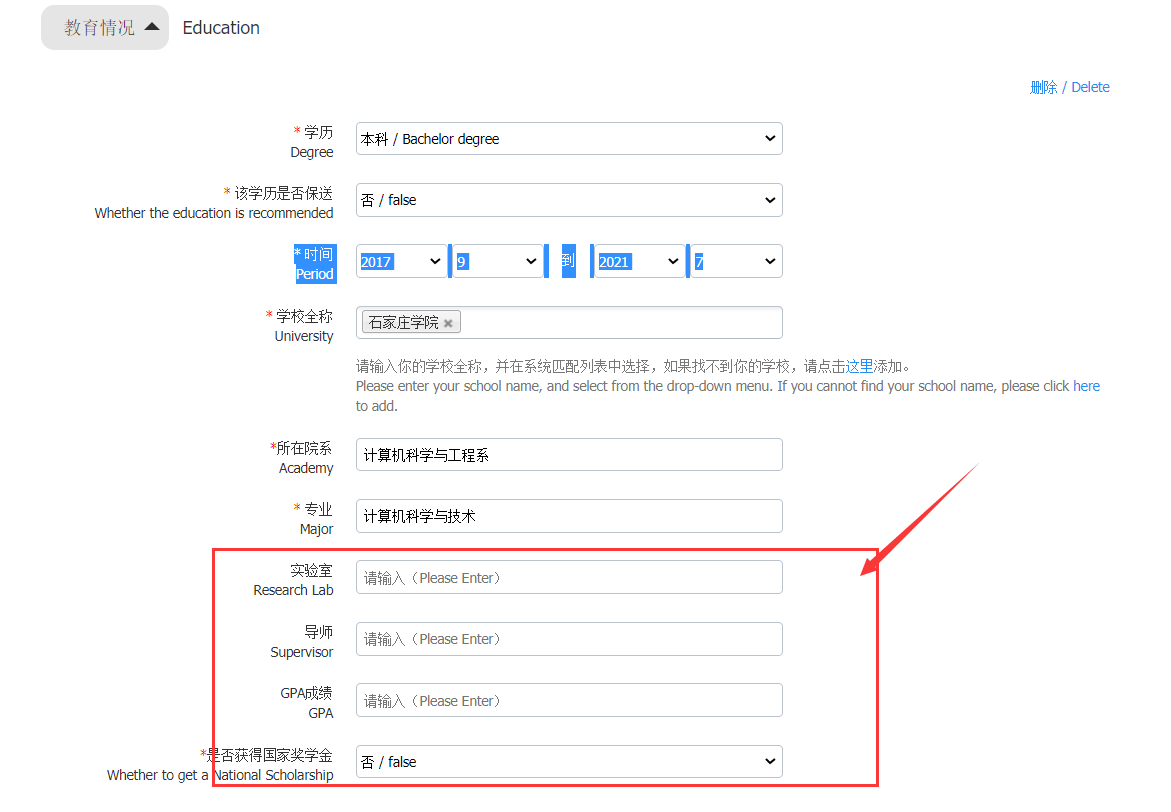 教育情况 Education
删除 / Delete
* 学历
Degree
本科 / Bachelor degree
* 该学历是否保送
Whether the education is recommended
否 / false
* 时间
Period
2017 9 到 2021 7
* 学校全称
University
石家庄学院 ×
请输入你的学校全称，并在系统匹配列表中选择，如果找不到你的学校，请点击这里添加。
Please enter your school name, and select from the drop-down menu. If you cannot find your school name, please click here
to add.
*所在院系
Academy
计算机科学与工程系
* 专业
Major
计算机科学与技术
实验室
Research Lab
请输入（Please Enter）
导师
Supervisor
请输入（Please Enter）
GPA成绩
GPA
请输入（Please Enter）
*是否获得国家奖学金
Whether to get a National Scholarship
否 / false